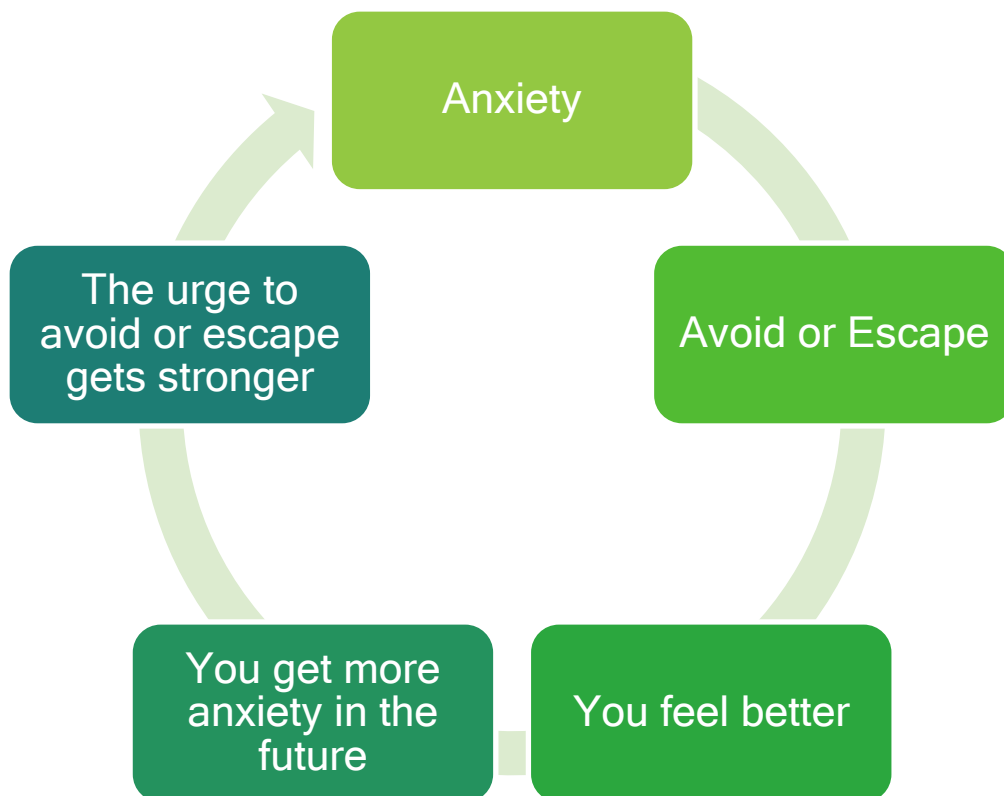 Anxiety
Avoid or Escape
You feel better
You get more
anxiety in the
future
The urge to
avoid or escape
gets stronger